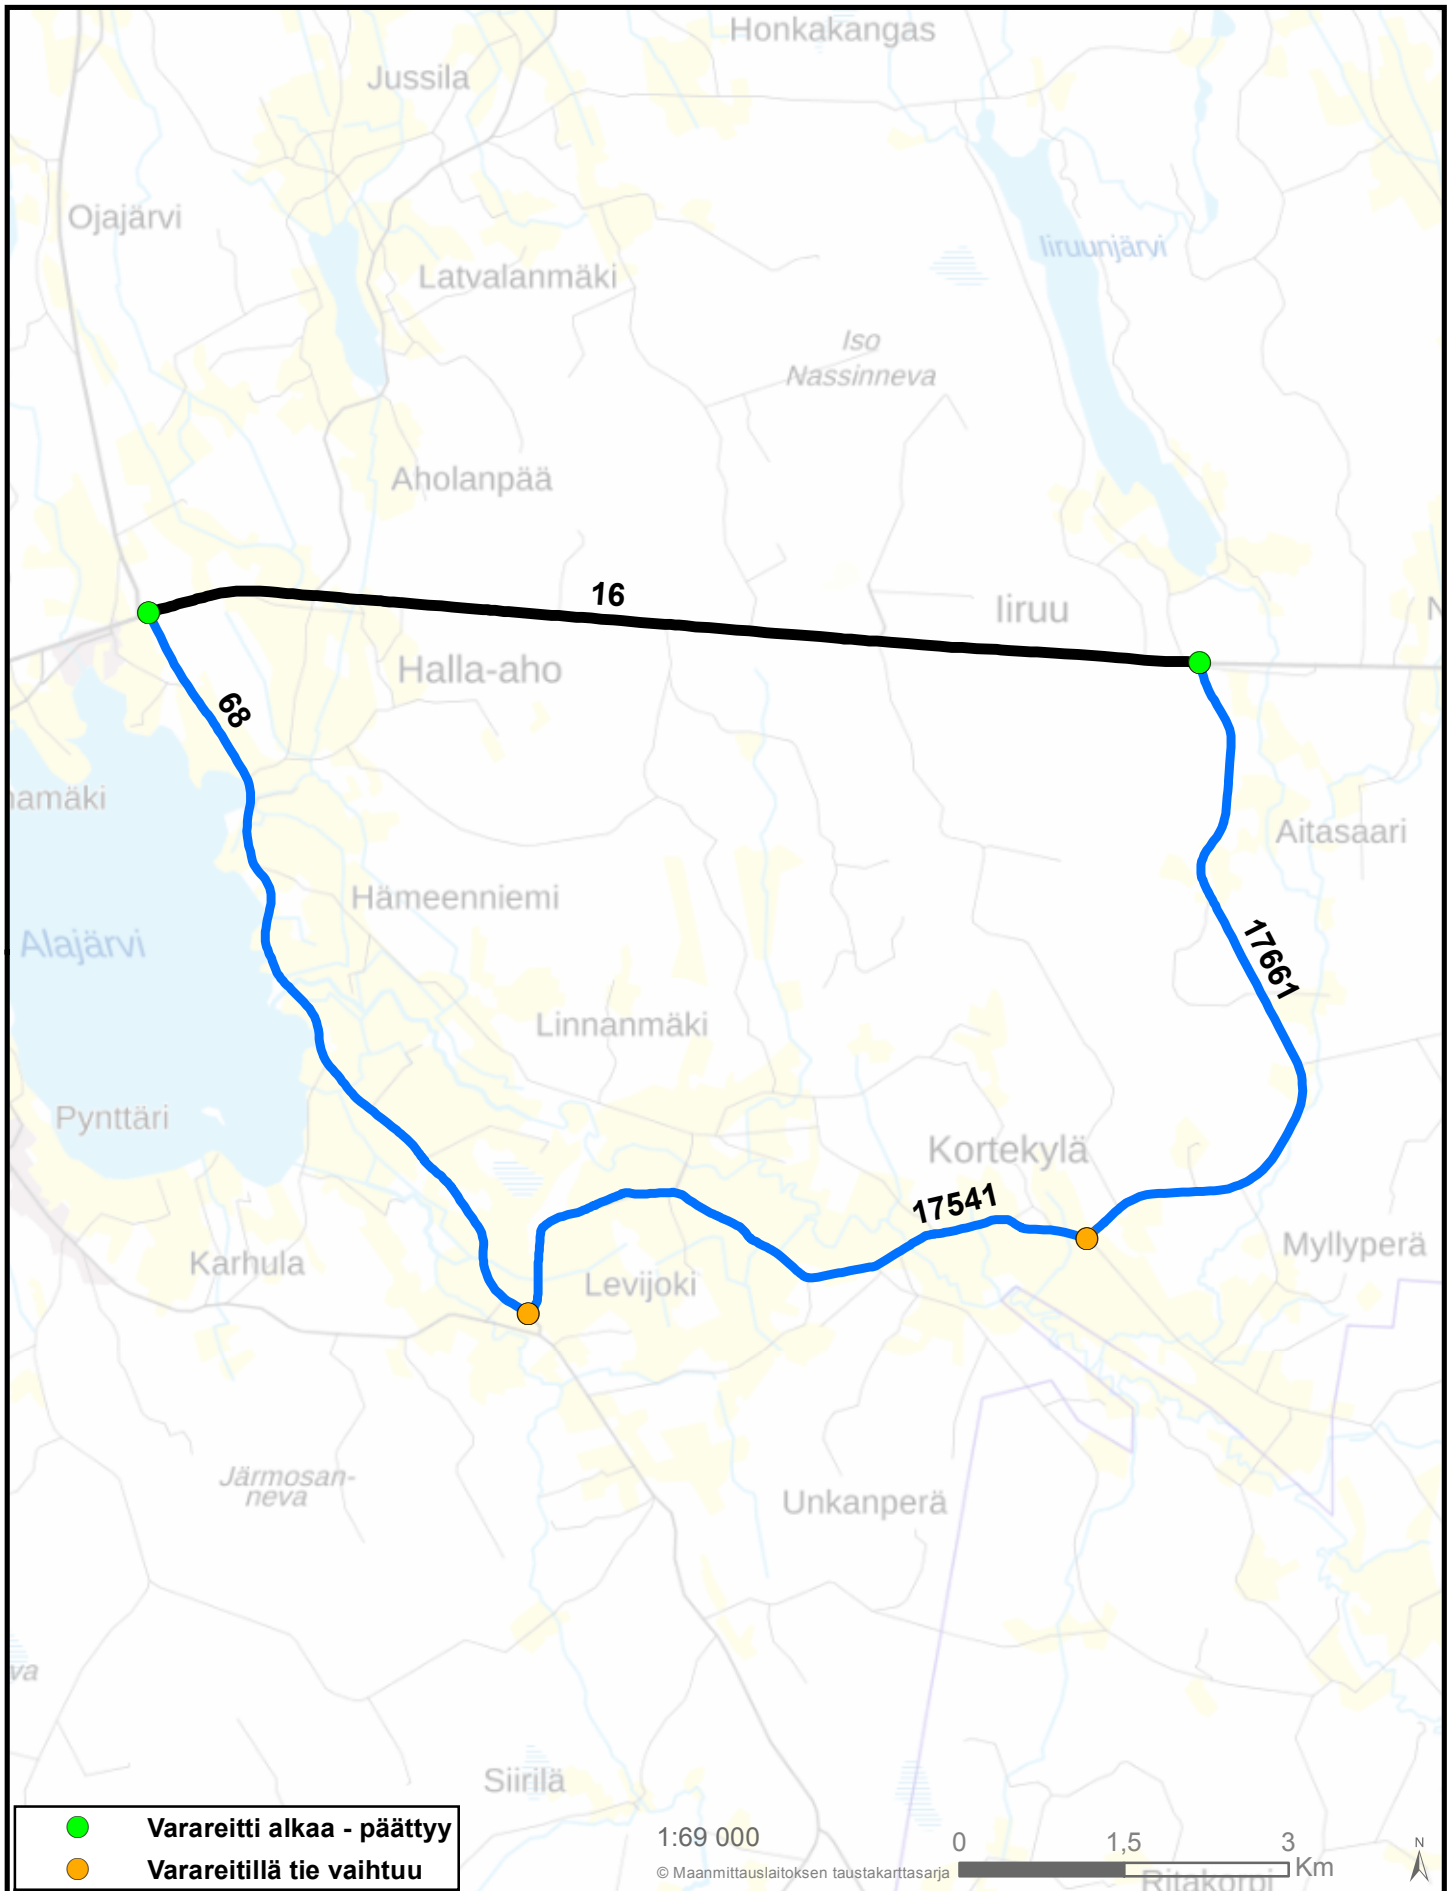 Honkakangas
Jussila
Ojajärvi
Iiruunjärvi
Latvalanmäki
Iso
Nassinneva
Aholanpää
16
Iiruu
N
Halla-aho
68
namäki
Aitasaari
Hämeenniemi
Alajärvi
17661
Linnanmäki
Pynttäri
Kortekylä
17541
Myllyperä
Karhula
Levijoki
Järmosan-
neva
Unkanperä
va
Siirilä
Varareitti alkaa - päättyy
Varareitillä tie vaihtuu
1:69 000
© Maanmittauslaitoksen taustakarttasarja
0 1,5 3
Km
Ritakorpi
N